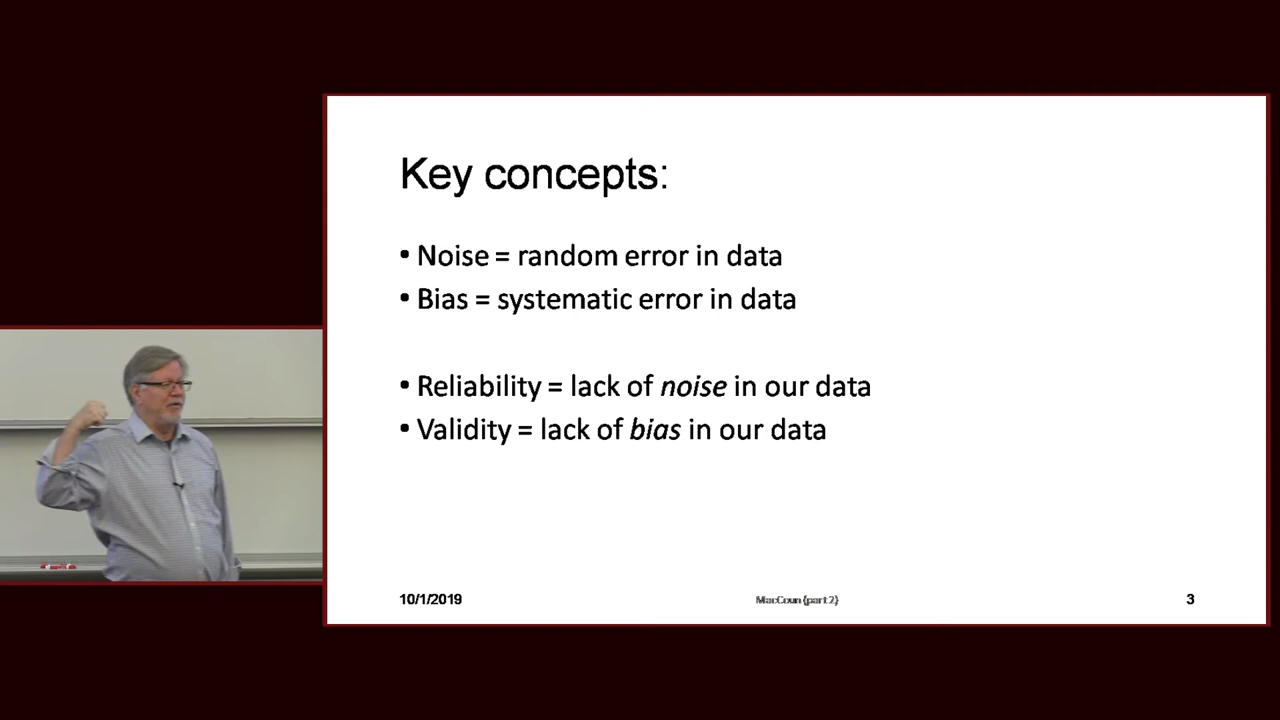 Key concepts:
• Noise = random error in data
• Bias = systematic error in data
• Reliability = lack of noise in our data
• Validity = lack of bias in our data
10/1/2019
MacCoun (part 2)
3